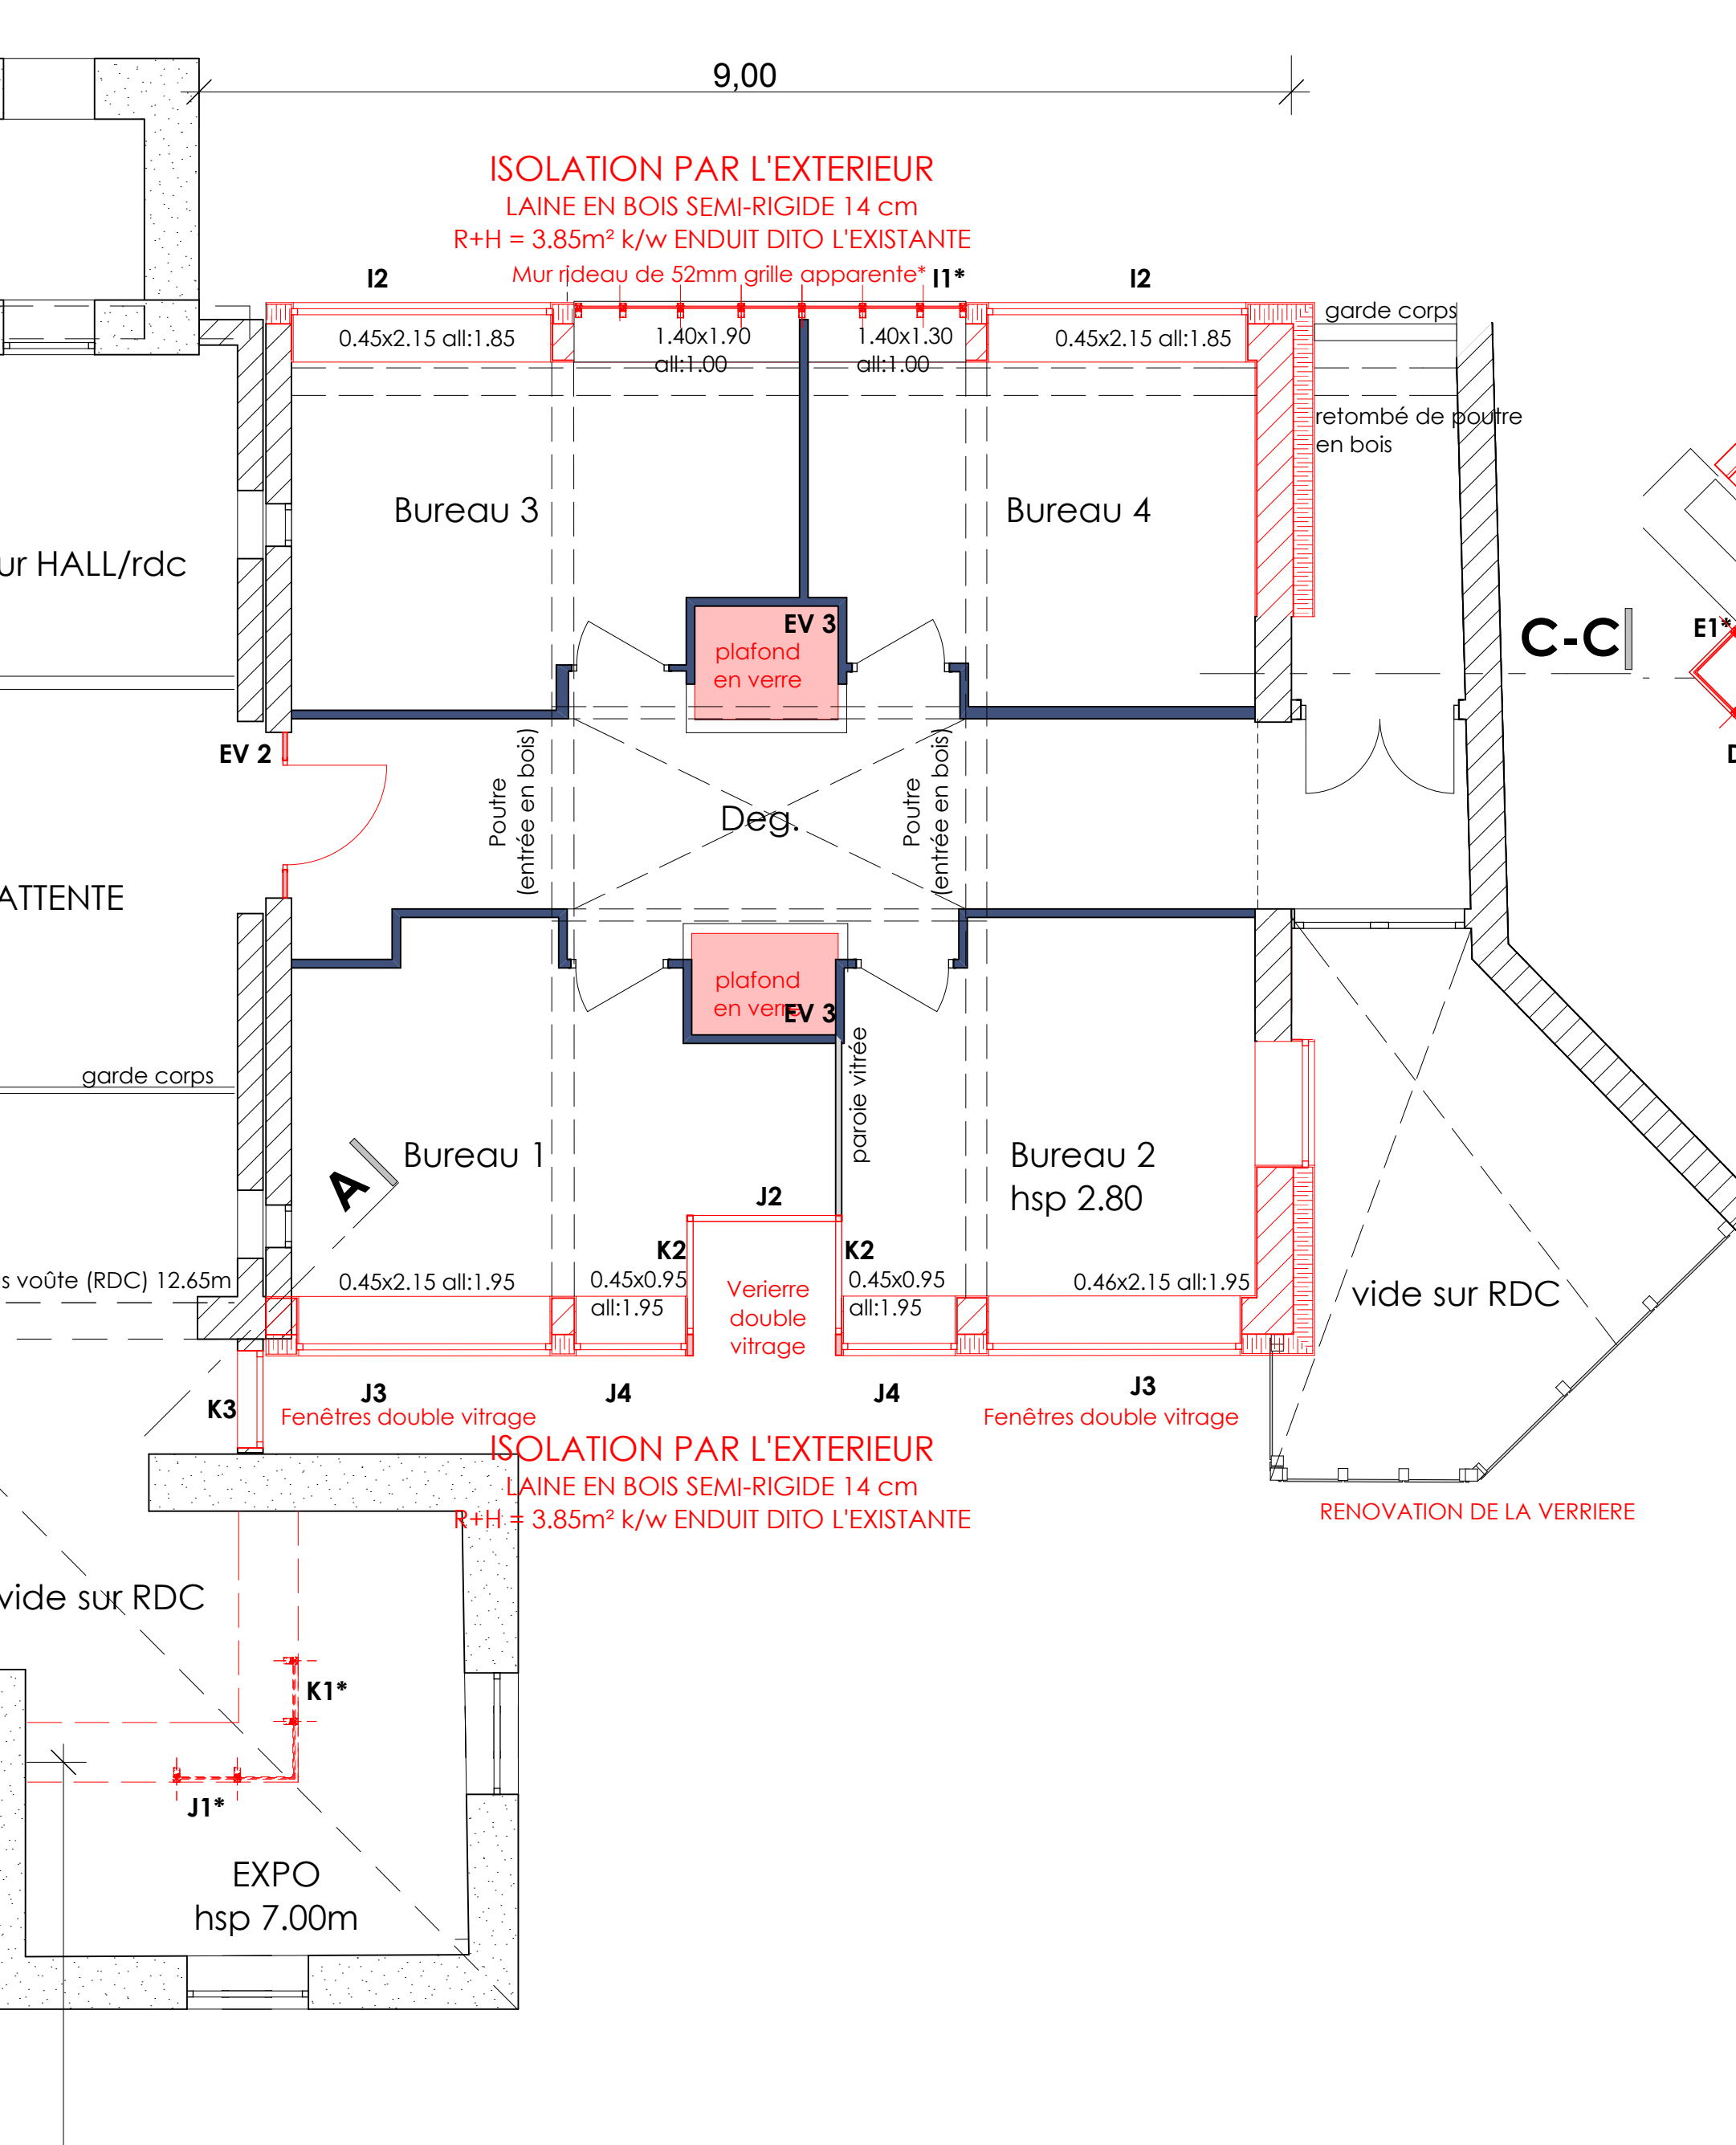 9,00
ISOLATION PAR L'EXTERIEUR
LAINE EN BOIS SEMI-RIGIDE 14 cm
R+H = 3.85m² k/w ENDUIT DITO L'EXISTANTE
Mur rideau de 52mm grille apparente*
I2
I1*
I2
garde corps
0.45x2.15 all:1.85
1.40x1.90
all:1.00
1.40x1.30
all:1.00
0.45x2.15 all:1.85
retombé de poutre
en bois
Bureau 3
Bureau 4
ur HALL/rdc
EV 3
plafond
en verre
C-C
E1*
EV 2
Poutre
(entrée en bois)
Deg.
Poutre
(entrée en bois)
ATTENTE
plafond
en verre
EV 3
paroie vitrée
garde corps
A
Bureau 1
Bureau 2
hsp 2.80
J2
K2
K2
s voûte (RDC) 12.65m
0.45x2.15 all:1.95
0.45x0.95
all:1.95
Verierre
double
vitrage
0.45x0.95
all:1.95
0.46x2.15 all:1.95
vide sur RDC
K3
J3
J4
J4
J3
Fenêtres double vitrage
Fenêtres double vitrage
ISOLATION PAR L'EXTERIEUR
LAINE EN BOIS SEMI-RIGIDE 14 cm
R+H = 3.85m² k/w ENDUIT DITO L'EXISTANTE
RENOVATION DE LA VERRIERE
vide sur RDC
K1*
J1*
EXPO
hsp 7.00m